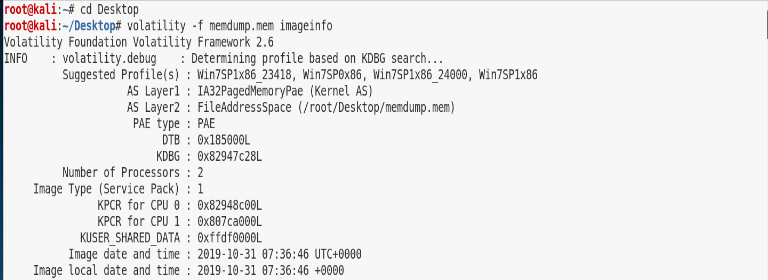 root@kali:~# cd Desktop
root@kali:~/Desktop# volatility -f memdump.mem imageinfo
Volatility Foundation Volatility Framework 2.6
INFO    : volatility.debug    : Determining profile based on KDBG search...
          Suggested Profile(s) : Win7SP1x86_23418, Win7SP0x86, Win7SP1x86_24000, Win7SP1x86
                     AS Layer1 : IA32PagedMemoryPae (Kernel AS)
                     AS Layer2 : FileAddressSpace (/root/Desktop/memdump.mem)
                      PAE type : PAE
                           DTB : 0x185000L
                          KDBG : 0x82947c28L
          Number of Processors : 2
     Image Type (Service Pack) : 1
                KPCR for CPU 0 : 0x82948c00L
                KPCR for CPU 1 : 0x807ca000L
             KUSER_SHARED_DATA : 0xffdf0000L
           Image date and time : 2019-10-31 07:36:46 UTC+0000
     Image local date and time : 2019-10-31 07:36:46 +0000